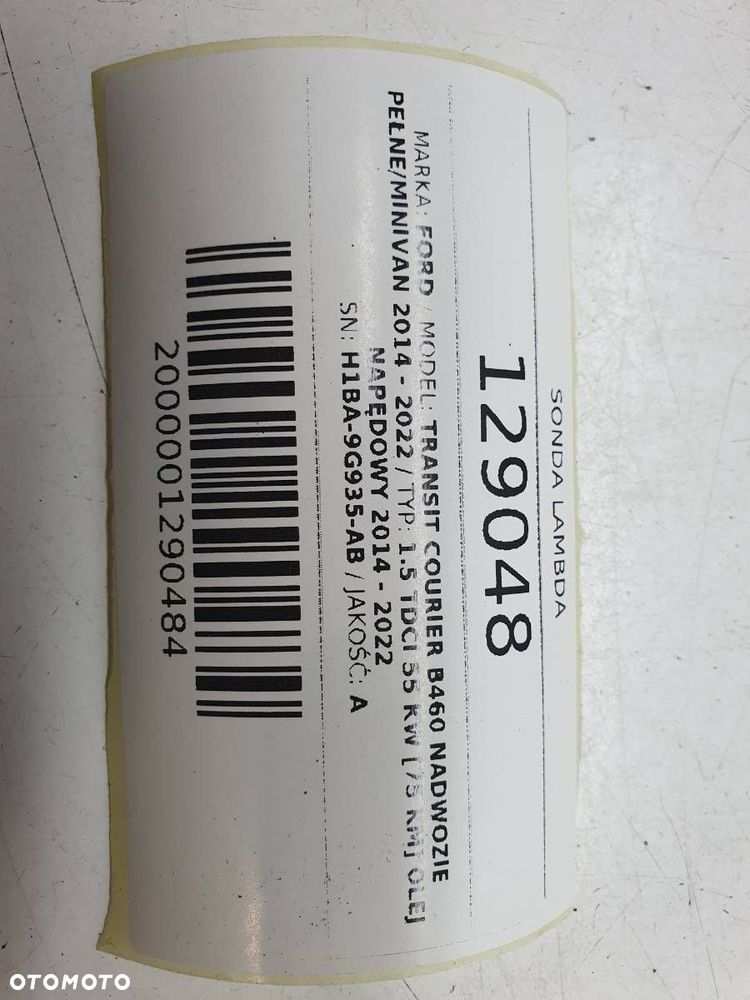 SONDA LAMBDA
129048
MARKA: FORD / MODEL: TRANSIT COURIER B460 NADWOZIE
PEŁNE/MINIVAN 2014 - 2022 / TYP: 1.5 TDCI 55 KW [75 KM] OLEJ
NAPĘDOWY 2014 - 2022
SN: H1BA-9G935-AB / JAKOŚĆ: A
2000001290484
OTOMOTO